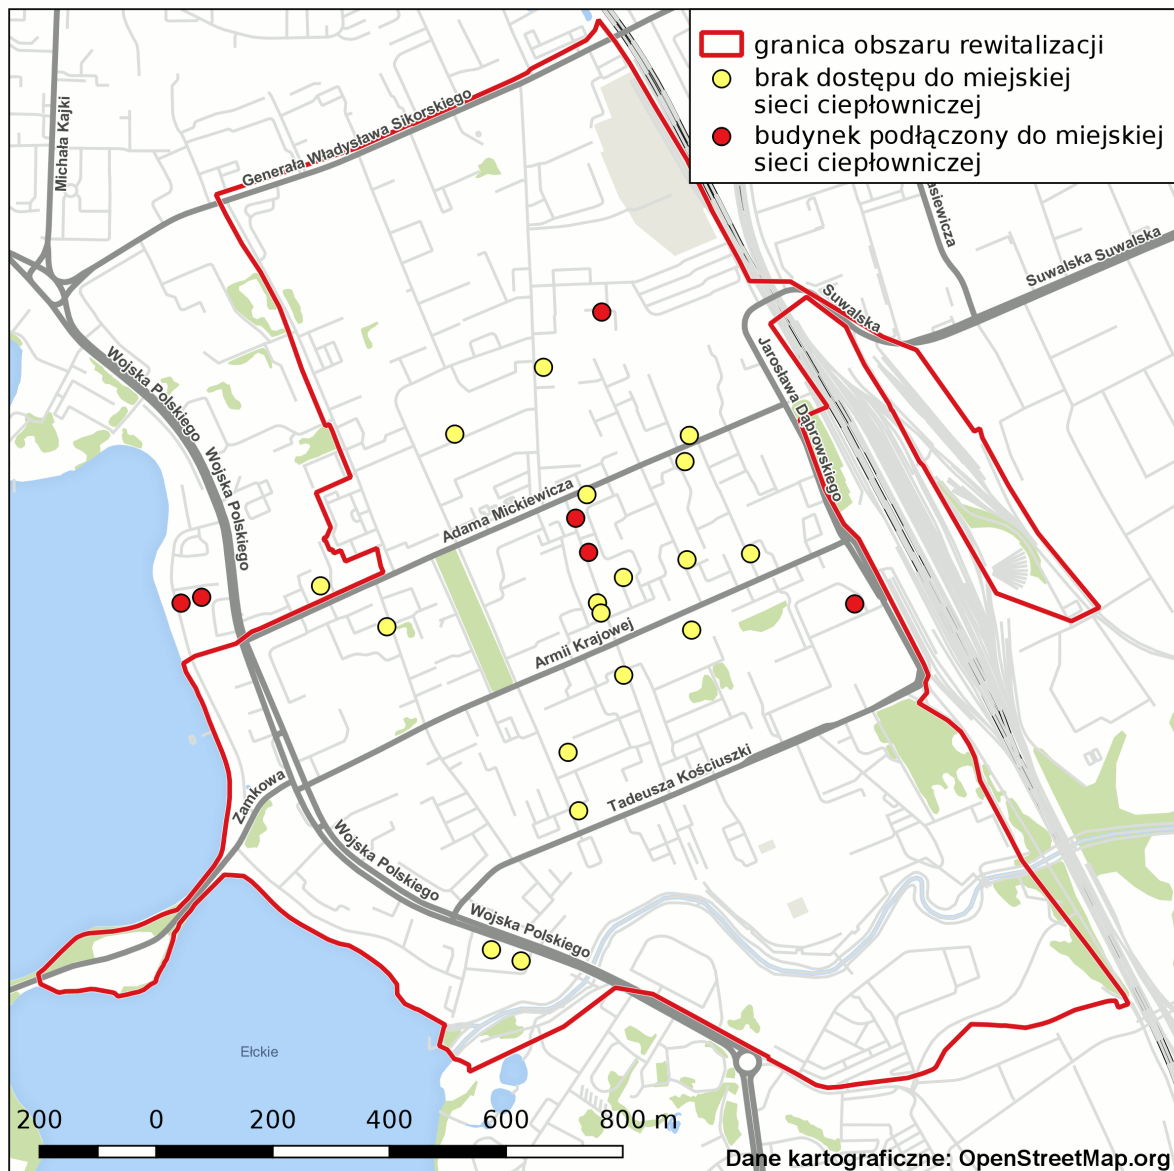 granica obszaru rewitalizacji
brak dostępu do miejskiej
sieci ciepłowniczej
budynek podłączony do miejskiej
sieci ciepłowniczej
Michała Kajki
Generała Władysława Sikorskiego
asiewicza
Suwalska
Suwalska
Suwalska
Wojska Polskiego
Wojska Polskiego
Jarosława Dąbrowskiego
Adama Mickiewicza
Armii Krajowej
Zamkowa
Tadeusza Kościuszki
Wojska Polskiego
Wojska Polskiego
Ełckie
200 0 200 400 600 800 m
Dane kartograficzne: OpenStreetMap.org